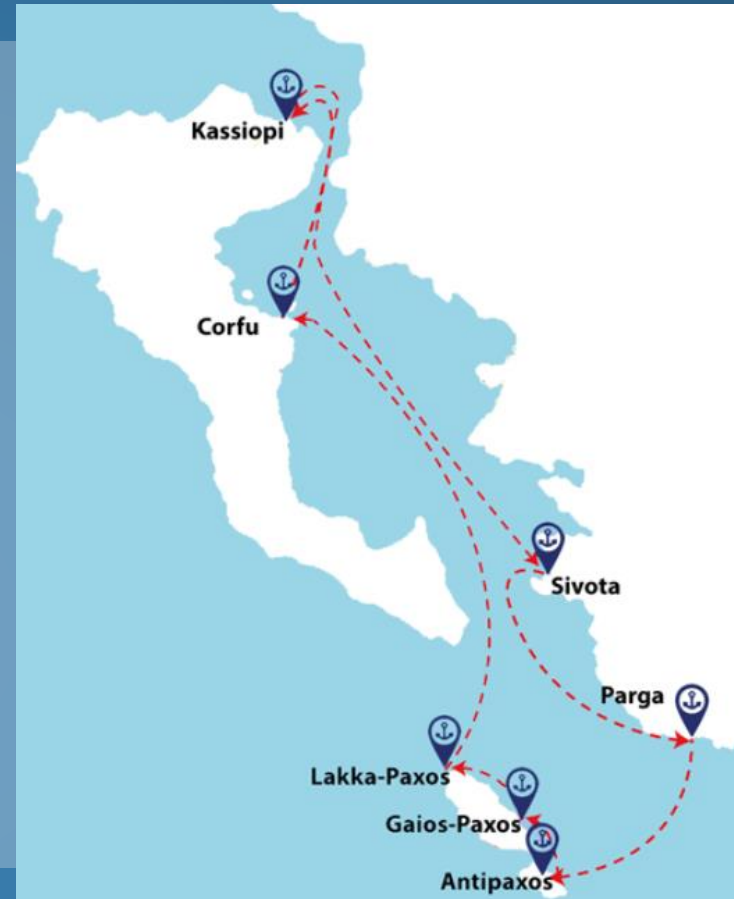 Kassiopi
Corfu
Sivota
Parga
Lakka-Paxos
Gaios-Paxos
Antipaxos